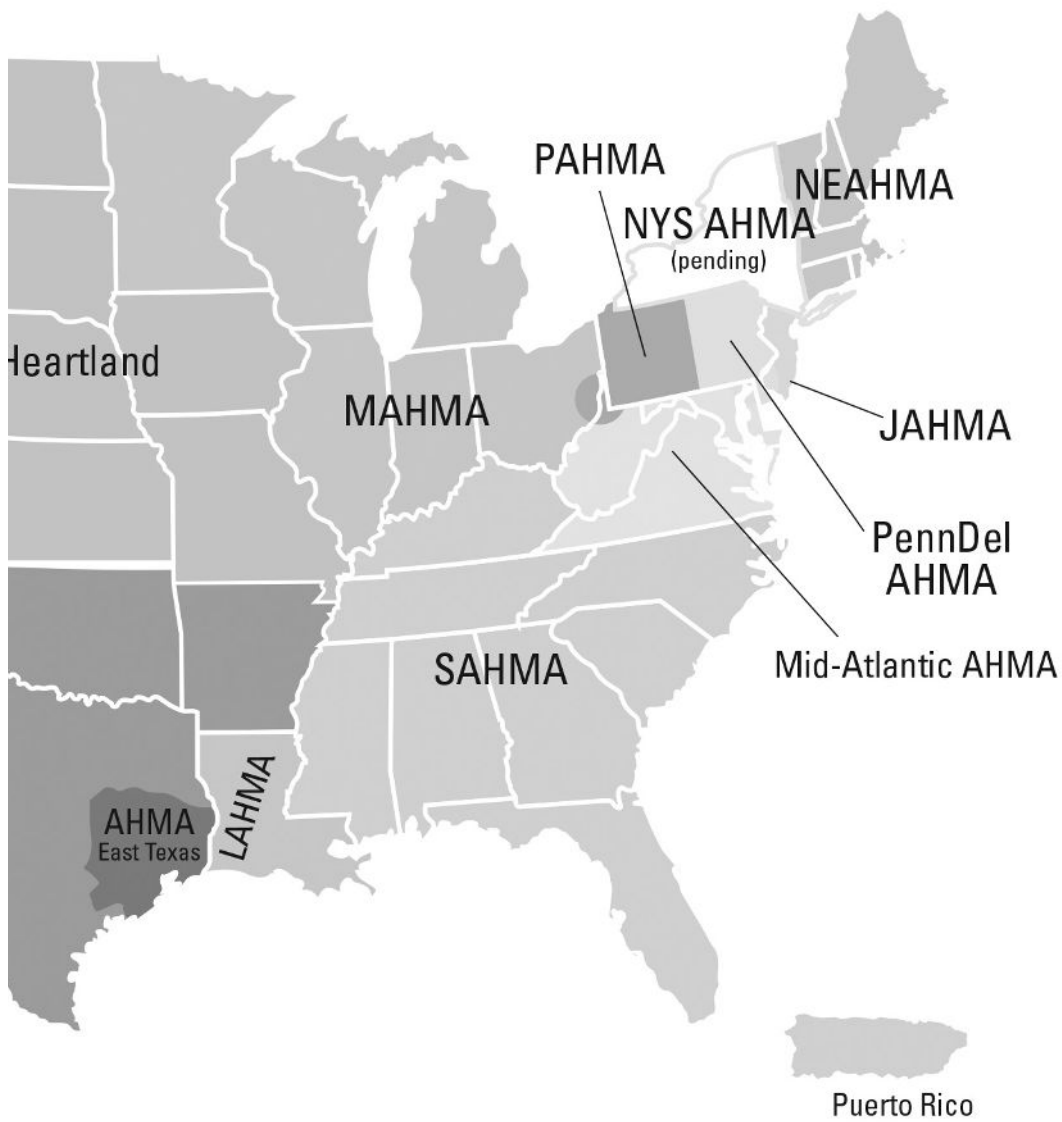 PAHMA
NEAHMA
NYS AHMA
(pending)
Heartland
MAHMA
JAHMA
PennDel
AHMA
Mid-Atlantic AHMA
SAHMA
LAHMA
AHMA
East Texas
Puerto Rico